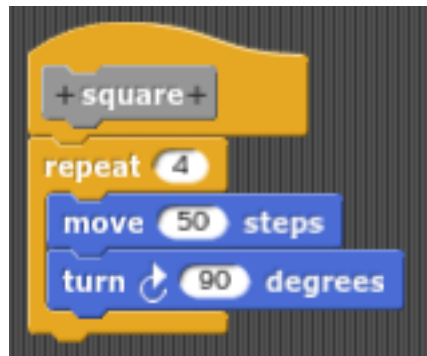 +square+
repeat 4
move 50 steps
turn ↻ 90 degrees